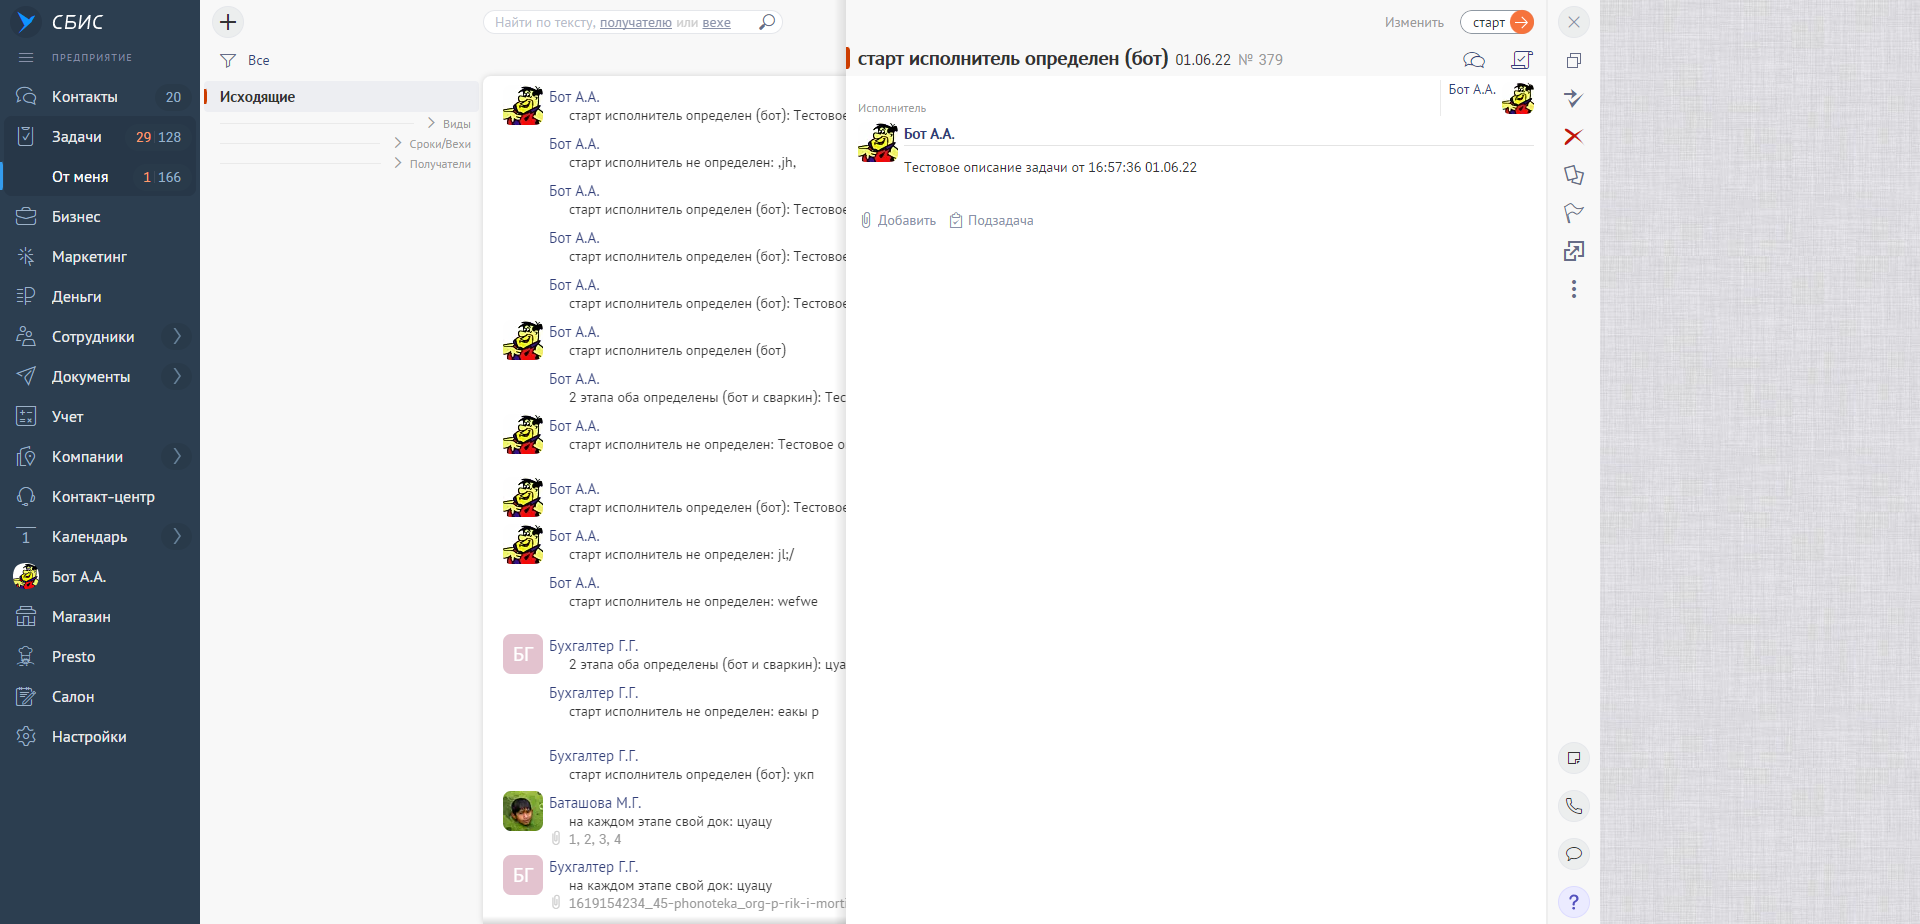 СБИС
ПРЕДПРИЯТИЕ
Контакты 20
Задачи 29 128
От меня 1 166
Бизнес
Маркетинг
Деньги
Сотрудники
Документы
Учет
Компании
Контакт-центр
1 Календарь
Бот А.А.
Магазин
Presto
Салон
Настройки
Найти по тексту, получателю или вехе
Все
Исходящие
Виды
Сроки/Вехи
Получатели
Бот А.А.
старт исполнитель определен (бот): Тестовое
Бот А.А.
старт исполнитель не определен: ,jh,
Бот А.А.
старт исполнитель определен (бот): Тестовое
Бот А.А.
старт исполнитель определен (бот): Тестовое
Бот А.А.
старт исполнитель определен (бот): Тестовое
Бот А.А.
старт исполнитель определен (бот)
Бот А.А.
2 этапа оба определены (бот и сваркин): Тес
Бот А.А.
старт исполнитель не определен: Тестовое о
Бот А.А.
старт исполнитель определен (бот): Тестовое
Бот А.А.
старт исполнитель не определен: jl;/
Бот А.А.
старт исполнитель не определен: wefwe
БГ
Бухгалтер Г.Г.
2 этапа оба определены (бот и сваркин): цуа
Бухгалтер Г.Г.
старт исполнитель не определен: еакы р
Бухгалтер Г.Г.
старт исполнитель определен (бот): укп
Баташова М.Г.
на каждом этапе свой док: цуацу
1, 2, 3, 4
БГ
Бухгалтер Г.Г.
на каждом этапе свой док: цуацу
1619154234_45-phonoteka_org-p-rik-i-mort
Изменить старт
старт исполнитель определен (бот) 01.06.22 № 379
Бот А.А.
Исполнитель
Бот А.А.
Тестовое описание задачи от 16:57:36 01.06.22
Добавить Подзадача
?